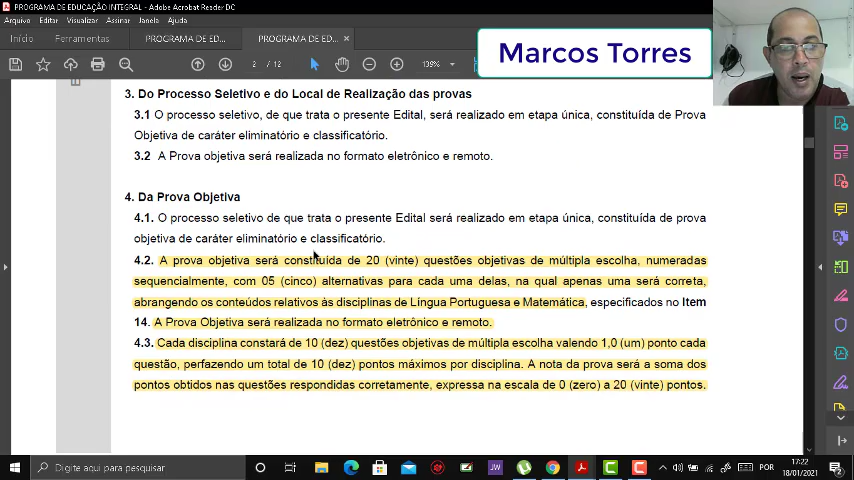 PROGRAMA DE EDUCAÇÃO INTEGRAL - Adobe Acrobat Reader DC
Arquivo Editar Visualizar Assinar Janela Ajuda
Início Ferramentas PROGRAMA DE ED... PROGRAMA DE ED... ×
2 / 12 139%
Marcos Torres
3. Do Processo Seletivo e do Local de Realização das provas
3.1 O processo seletivo, de que trata o presente Edital, será realizado em etapa única, constituída de Prova
Objetiva de caráter eliminatório e classificatório.
3.2 A Prova objetiva será realizada no formato eletrônico e remoto.
4. Da Prova Objetiva
4.1. O processo seletivo de que trata o presente Edital será realizado em etapa única, constituída de prova
objetiva de caráter eliminatório e classificatório.
4.2. A prova objetiva será constituída de 20 (vinte) questões objetivas de múltipla escolha, numeradas
sequencialmente, com 05 (cinco) alternativas para cada uma delas, na qual apenas uma será correta,
abrangendo os conteúdos relativos às disciplinas de Língua Portuguesa e Matemática, especificados no Item
14. A Prova Objetiva será realizada no formato eletrônico e remoto.
4.3. Cada disciplina constará de 10 (dez) questões objetivas de múltipla escolha valendo 1,0 (um) ponto cada
questão, perfazendo um total de 10 (dez) pontos máximos por disciplina. A nota da prova será a soma dos
pontos obtidos nas questões respondidas corretamente, expressa na escala de 0 (zero) a 20 (vinte) pontos.
Digite aqui para pesquisar
JW
POR
17:22
18/01/2021
2